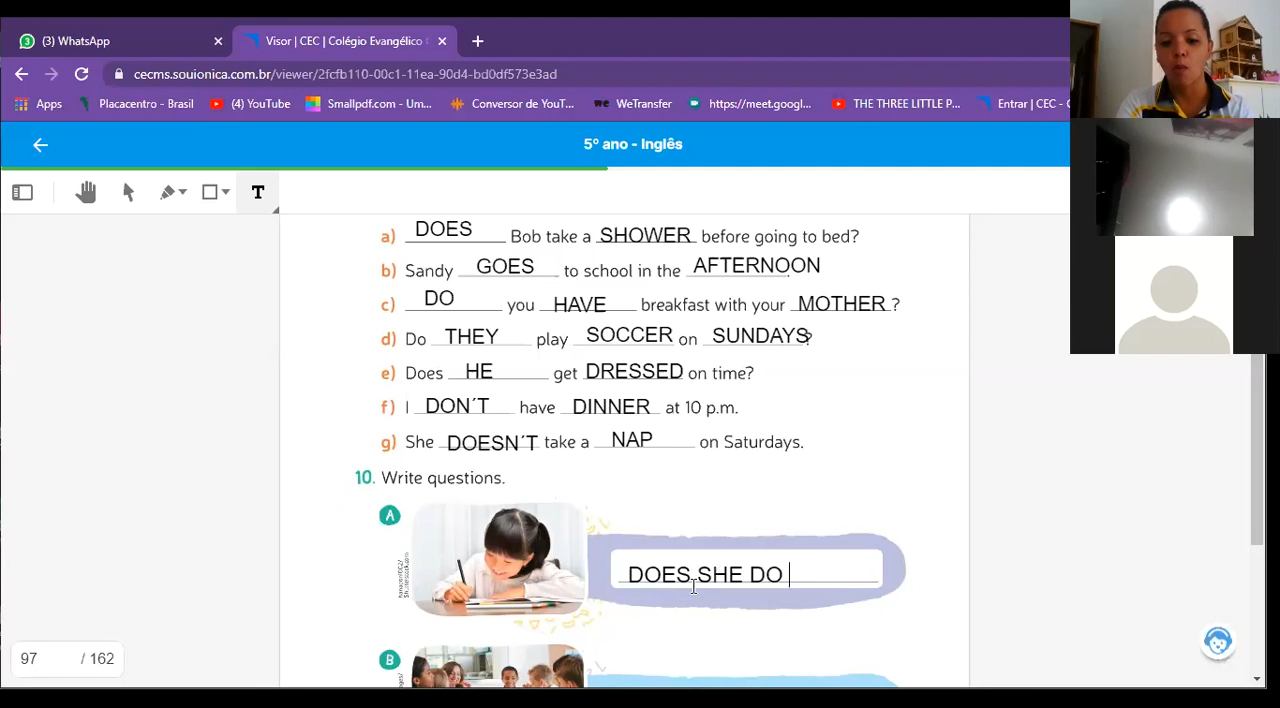 (3) WhatsApp
Visor | CEC | Colégio Evangélico
cecms.souionica.com.br/viewer/2fcfb110-00c1-11ea-90d4-bd0df573e3ad
Apps Placacentro - Brasil (4) YouTube Smallpdf.com - Um... Conversor de YouT... WeTransfer https://meet.googl... THE THREE LITTLE P... Entrar | CEC - C
5º ano - Inglês
T
a) DOES Bob take a SHOWER before going to bed?
b) Sandy GOES to school in the AFTERNOON.
c) DO you HAVE breakfast with your MOTHER?
d) Do THEY play SOCCER on SUNDAYS?
e) Does HE get DRESSED on time?
f) I DON´T have DINNER at 10 p.m.
g) She DOESN´T take a NAP on Saturdays.
10. Write questions.
A
DOES SHE DO
B
97 / 162